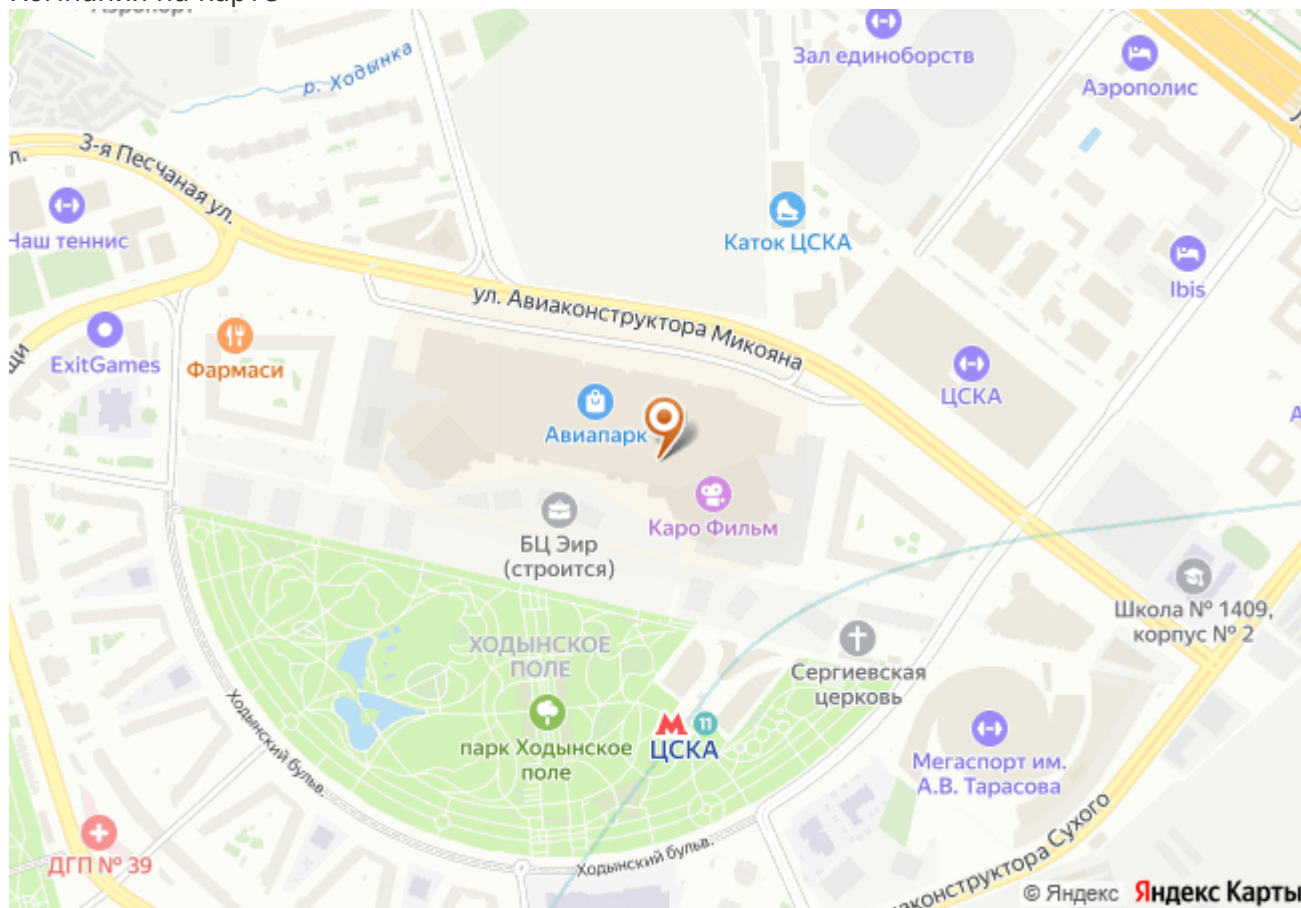 р. Ходынка
Зал единоборств
Аэрополис
3-я Песчаная ул.
Наш теннис
Каток ЦСКА
Ibis
ул. Авиаконструктора Микояна
ExitGames
Фармаси
ЦСКА
Авиапарк
Каро Фильм
БЦ Эир
(строится)
Школа № 1409,
корпус № 2
ХОДЫНСКОЕ
ПОЛЕ
Сергиевская
церковь
Ходынский бульв.
парк Ходынское
поле
11
ЦСКА
Мегаспорт им.
А.В. Тарасова
ДГП № 39
Ходынский бульв.
© Яндекс Яндекс Карты